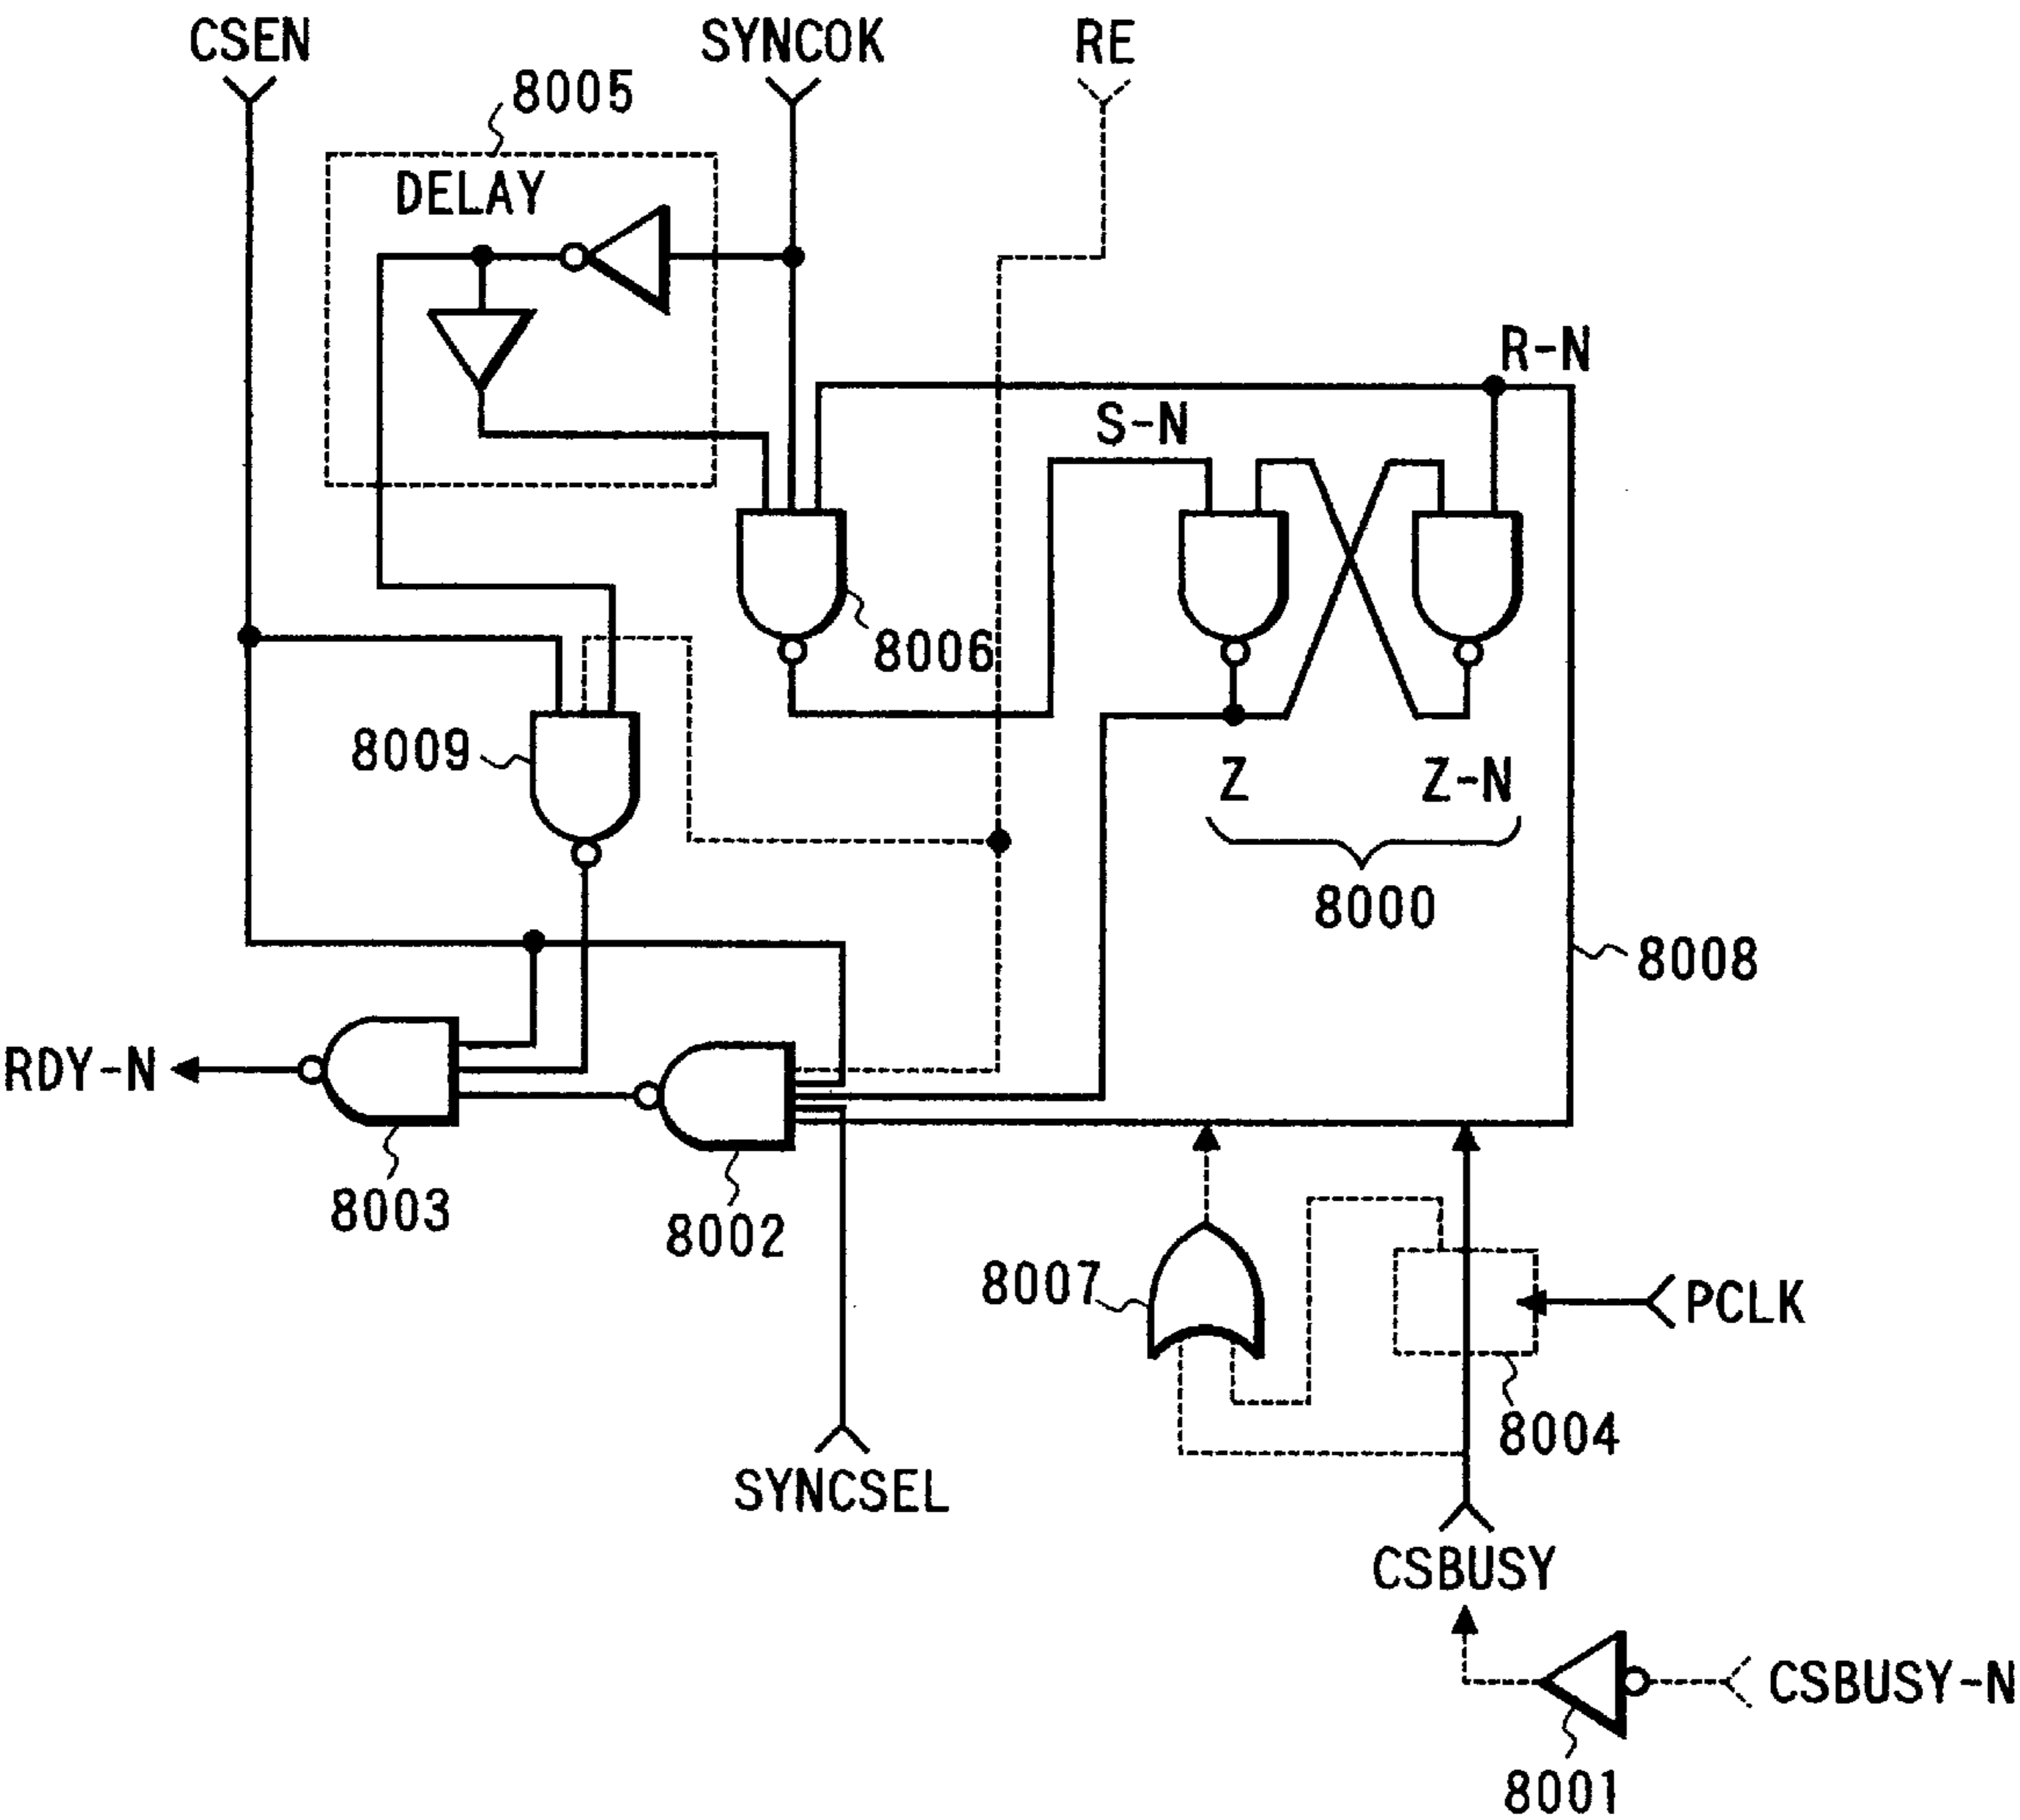 CSEN
SYNCOK
RE
8005
DELAY
R-N
S-N
8006
8009
Z
Z-N
8000
8008
RDY-N
8003
8002
8007
PCLK
8004
SYNCSEL
CSBUSY
CSBUSY-N
8001